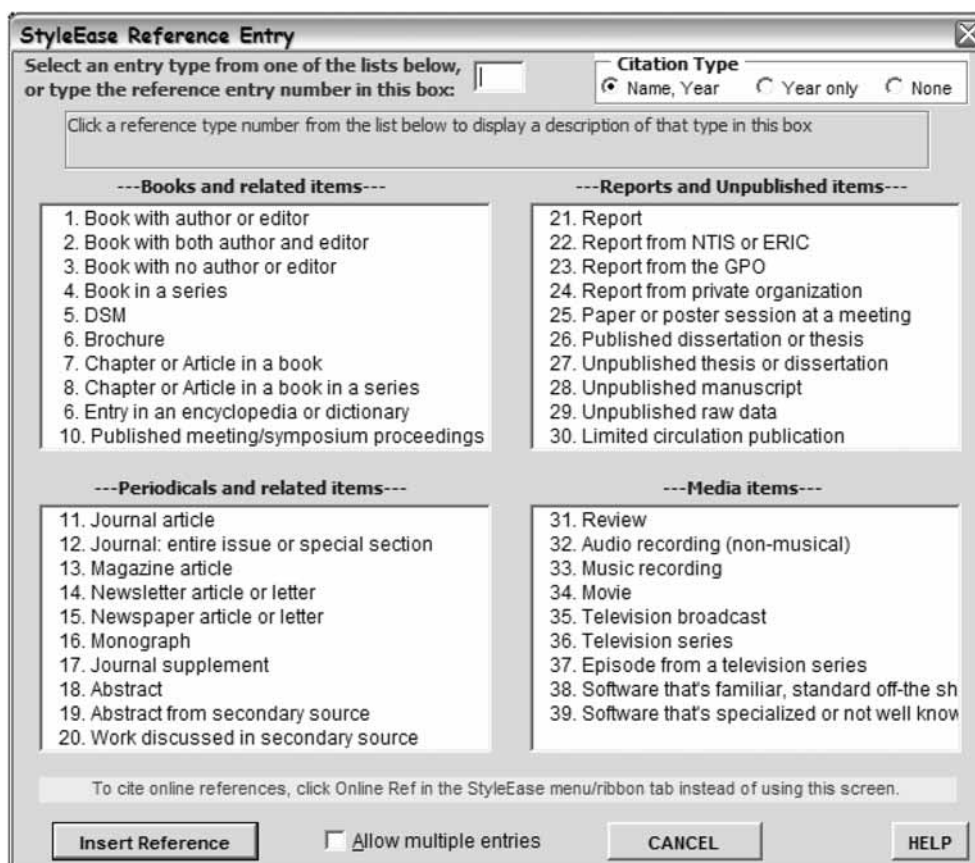 StyleEase Reference Entry
Select an entry type from one of the lists below,
or type the reference entry number in this box:
Citation Type
Name, Year
Year only
None
Click a reference type number from the list below to display a description of that type in this box
---Books and related items---
1. Book with author or editor
2. Book with both author and editor
3. Book with no author or editor
4. Book in a series
5. DSM
6. Brochure
7. Chapter or Article in a book
8. Chapter or Article in a book in a series
6. Entry in an encyclopedia or dictionary
10. Published meeting/symposium proceedings
---Reports and Unpublished items---
21. Report
22. Report from NTIS or ERIC
23. Report from the GPO
24. Report from private organization
25. Paper or poster session at a meeting
26. Published dissertation or thesis
27. Unpublished thesis or dissertation
28. Unpublished manuscript
29. Unpublished raw data
30. Limited circulation publication
---Periodicals and related items---
11. Journal article
12. Journal: entire issue or special section
13. Magazine article
14. Newsletter article or letter
15. Newspaper article or letter
16. Monograph
17. Journal supplement
18. Abstract
19. Abstract from secondary source
20. Work discussed in secondary source
---Media items---
31. Review
32. Audio recording (non-musical)
33. Music recording
34. Movie
35. Television broadcast
36. Television series
37. Episode from a television series
38. Software that's familiar, standard off-the sh
39. Software that's specialized or not well know
To cite online references, click Online Ref in the StyleEase menu/ribbon tab instead of using this screen.
Insert Reference
Allow multiple entries
CANCEL
HELP